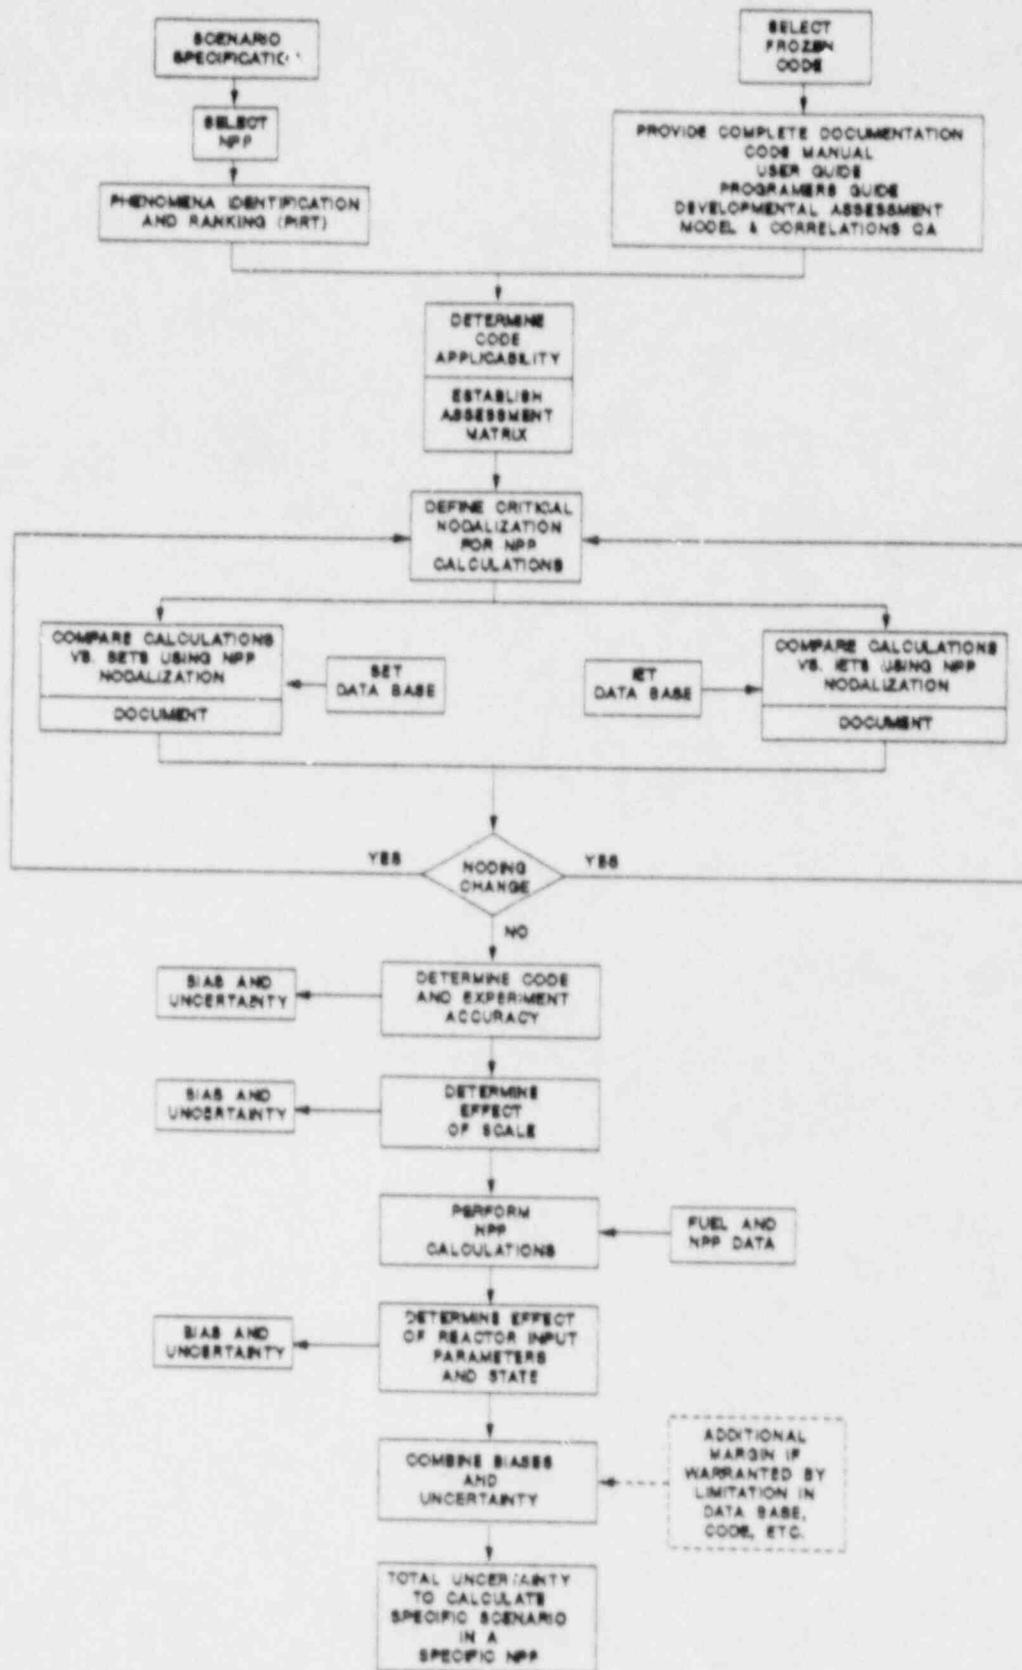 SCENARIO
SPECIFICATION
SELECT
FROZEN
CODE
SELECT
NPP
PROVIDE COMPLETE DOCUMENTATION
CODE MANUAL
USER GUIDE
PROGRAMERS GUIDE
DEVELOPMENTAL ASSESSMENT
MODEL & CORRELATIONS QA
PHENOMENA IDENTIFICATION
AND RANKING (PIRT)
DETERMINE
CODE
APPLICABILITY
ESTABLISH
ASSESSMENT
MATRIX
DEFINE CRITICAL
NODALIZATION
FOR NPP
CALCULATIONS
COMPARE CALCULATIONS
VS. SETS USING NPP
NODALIZATION
DOCUMENT
SET
DATA BASE
IET
DATA BASE
COMPARE CALCULATIONS
VS. IETS USING NPP
NODALIZATION
DOCUMENT
YES
NODING
CHANGE
YES
NO
BIAS AND
UNCERTAINTY
DETERMINE CODE
AND EXPERIMENT
ACCURACY
BIAS AND
UNCERTAINTY
DETERMINE
EFFECT
OF SCALE
PERFORM
NPP
CALCULATIONS
FUEL AND
NPP DATA
BIAS AND
UNCERTAINTY
DETERMINE EFFECT
OF REACTOR INPUT
PARAMETERS
AND STATE
COMBINE BIASES
AND
UNCERTAINTY
ADDITIONAL
MARGIN IF
WARRANTED BY
LIMITATION IN
DATA BASE,
CODE, ETC.
TOTAL UNCERTAINTY
TO CALCULATE
SPECIFIC SCENARIO
IN A
SPECIFIC NPP